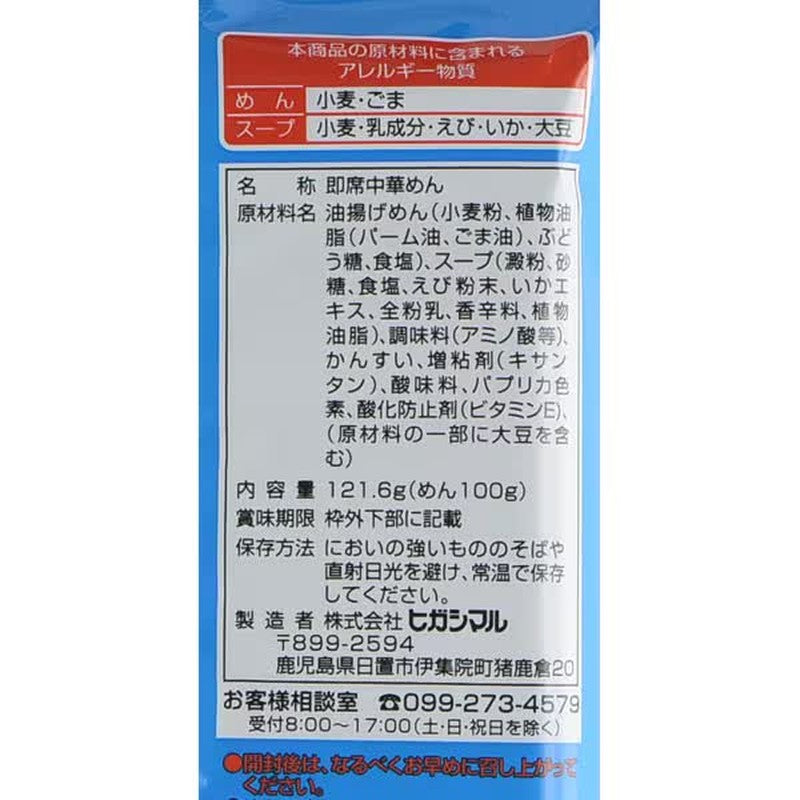 本商品の原材料に含まれる
アレルギー物質
めん 小麦・ごま
スープ 小麦・乳成分・えび・いか・大豆
名称 即席中華めん
原材料名 油揚げめん(小麦粉、植物油
脂(パーム油、ごま油)、ぶど
う糖、食塩)、スープ(澱粉、砂
糖、食塩、えび粉末、いかエ
キス、全粉乳、香辛料、植物
油脂)、調味料(アミノ酸等)、
かんすい、増粘剤(キサン
タン)、酸味料、パプリカ色
素、酸化防止剤(ビタミンE)、
(原材料の一部に大豆を含
む)
内容量 121.6g(めん100g)
賞味期限 枠外下部に記載
保存方法 においの強いもののそばや
直射日光を避け、常温で保存
してください。
製造者 株式会社 ヒガシマル
〒899-2594
鹿児島県日置市伊集院町猪鹿倉20
お客様相談室 ☎099-273-4579
受付8:00〜17:00(土・日・祝日を除く)
●開封後は、なるべくお早めに召し上がって
ください。